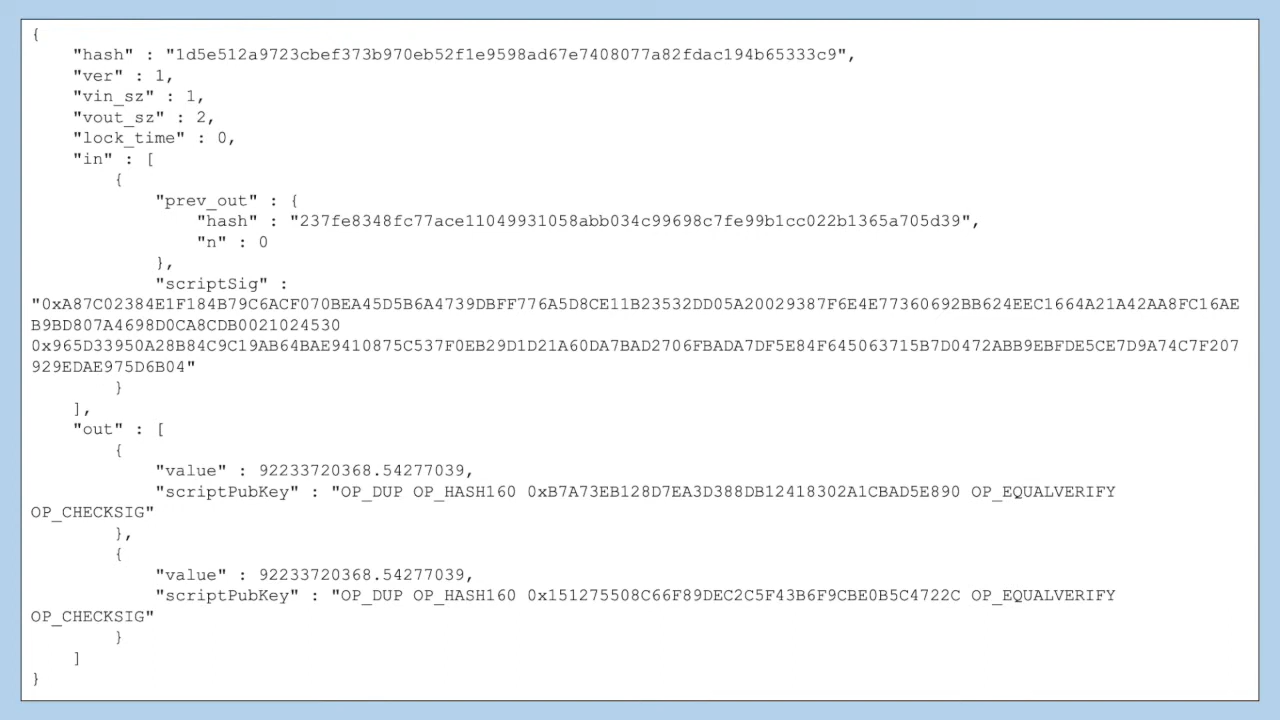 {
"hash" : "1d5e512a9723cbef373b970eb52f1e9598ad67e7408077a82fdac194b65333c9",
"ver" : 1,
"vin_sz" : 1,
"vout_sz" : 2,
"lock_time" : 0,
"in" : [
{
"prev_out" : {
"hash" : "237fe8348fc77ace11049931058abb034c99698c7fe99b1cc022b1365a705d39",
"n" : 0
},
"scriptSig" :
"0xA87C02384E1F184B79C6ACF070BEA45D5B6A4739DBFF776A5D8CE11B23532DD05A20029387F6E4E77360692BB624EEC1664A21A42AA8FC16AE
B9BD807A4698D0CA8CDB0021024530
0x965D33950A28B84C9C19AB64BAE9410875C537F0EB29D1D21A60DA7BAD2706FBADA7DF5E84F645063715B7D0472ABB9EBFDE5CE7D9A74C7F207
929EDAE975D6B04"
}
],
"out" : [
{
"value" : 92233720368.54277039,
"scriptPubKey" : "OP_DUP OP_HASH160 0xB7A73EB128D7EA3D388DB12418302A1CBAD5E890 OP_EQUALVERIFY
OP_CHECKSIG"
},
{
"value" : 92233720368.54277039,
"scriptPubKey" : "OP_DUP OP_HASH160 0x151275508C66F89DEC2C5F43B6F9CBE0B5C4722C OP_EQUALVERIFY
OP_CHECKSIG"
}
]
}